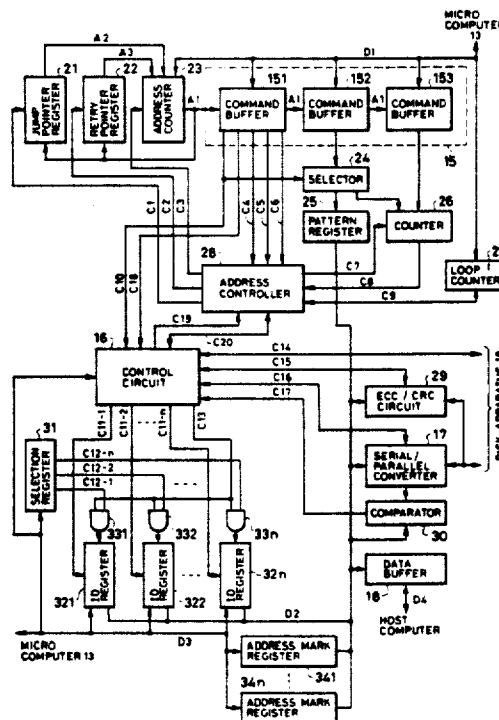 MICRO
COMPUTER
13
A2
A3
D1
21
22
23
151
152
153
JUMP
POINTER
REGISTER
RETRY
POINTER
REGISTER
ADDRESS
COUNTER
A1
COMMAND
BUFFER
A1
COMMAND
BUFFER
A1
COMMAND
BUFFER
15
24
SELECTOR
25
26
PATTERN
REGISTER
COUNTER
C1
C2
C3
C4
C5
C6
C10
C18
28
ADDRESS
CONTROLLER
C7
C8
C9
LOOP
COUNTER
C19
C20
16
CONTROL
CIRCUIT
C14
C15
C16
C17
29
ECC / CRC
CIRCUIT
17
SERIAL/
PARALLEL
CONVERTER
COMPARATOR
30
C11-1
C11-2
C11-n
C13
31
SELECTION
REGISTER
C12-n
C12-2
C12-1
331
332
33n
ID
REGISTER
ID
REGISTER
ID
REGISTER
321
322
32n
DATA
BUFFER
18
D4
HOST
COMPUTER
D2
D3
MICRO
COMPUTER 13
ADDRESS MARK
REGISTER
341
34n
ADDRESS MARK
REGISTER